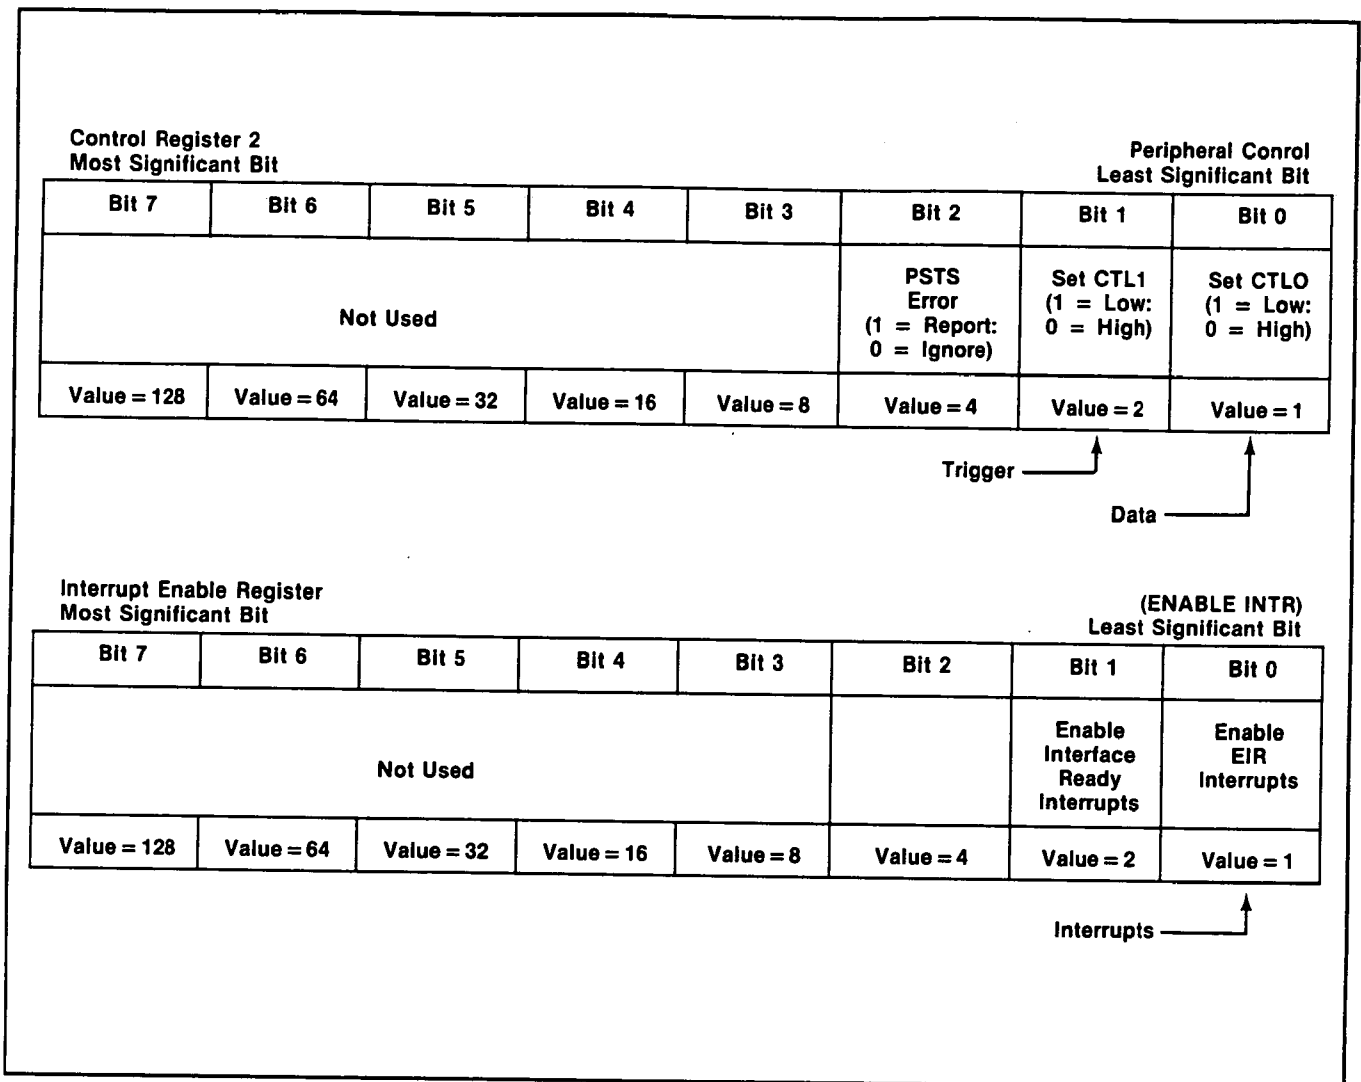 Control Register 2
Most Significant Bit
Peripheral Conrol
Least Significant Bit
Bit 7 Bit 6 Bit 5 Bit 4 Bit 3 Bit 2 Bit 1 Bit 0
Not Used
PSTS
Error
(1 = Report:
0 = Ignore)
Set CTL1
(1 = Low:
0 = High)
Set CTLO
(1 = Low:
0 = High)
Value = 128 Value = 64 Value = 32 Value = 16 Value = 8 Value = 4 Value = 2 Value = 1
Trigger
Data
Interrupt Enable Register
Most Significant Bit
(ENABLE INTR)
Least Significant Bit
Bit 7 Bit 6 Bit 5 Bit 4 Bit 3 Bit 2 Bit 1 Bit 0
Not Used
Enable
Interface
Ready
Interrupts
Enable
EIR
Interrupts
Value = 128 Value = 64 Value = 32 Value = 16 Value = 8 Value = 4 Value = 2 Value = 1
Interrupts